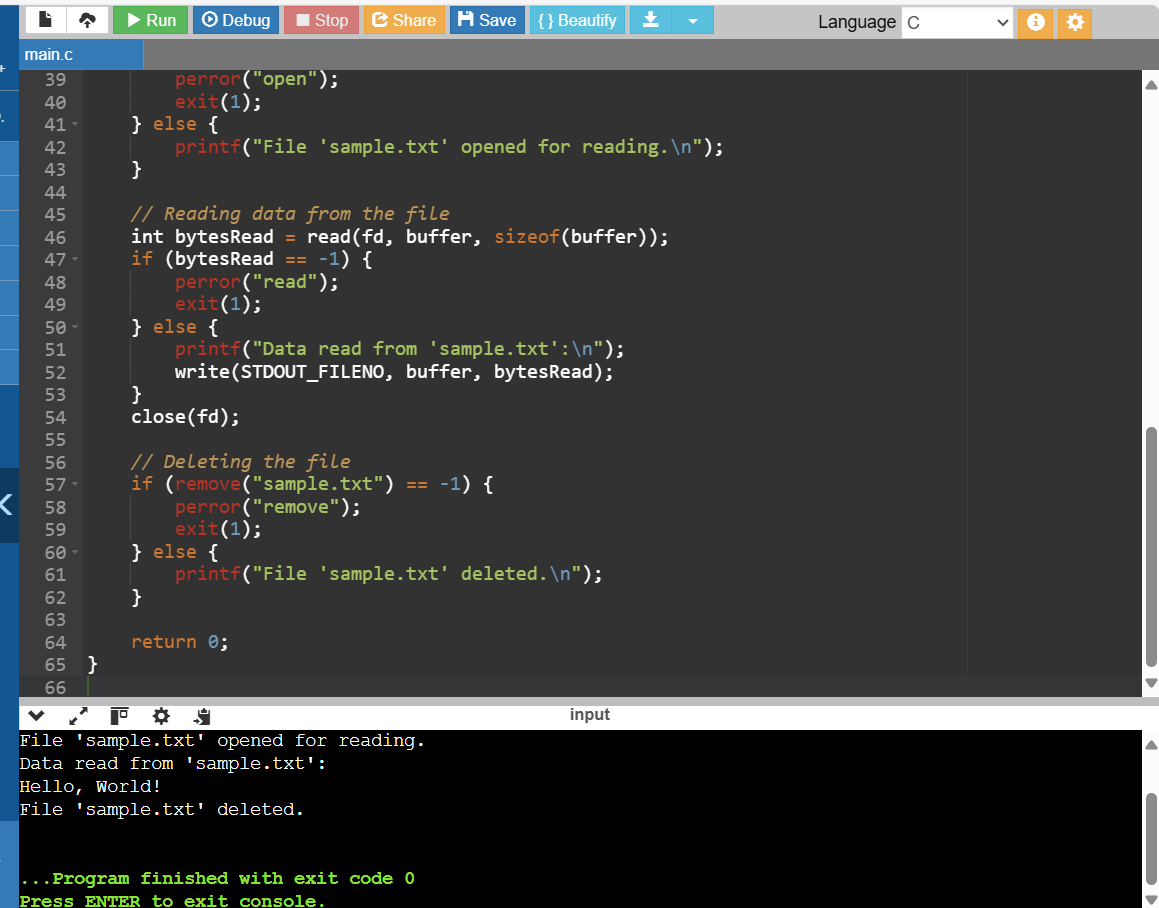 Run Debug Stop Share Save { } Beautify Language C
main.c
39 perror("open");
40 exit(1);
41 } else {
42 printf("File 'sample.txt' opened for reading.\n");
43 }
44
45 // Reading data from the file
46 int bytesRead = read(fd, buffer, sizeof(buffer));
47 if (bytesRead == -1) {
48 perror("read");
49 exit(1);
50 } else {
51 printf("Data read from 'sample.txt':\n");
52 write(STDOUT_FILENO, buffer, bytesRead);
53 }
54 close(fd);
55
56 // Deleting the file
57 if (remove("sample.txt") == -1) {
58 perror("remove");
59 exit(1);
60 } else {
61 printf("File 'sample.txt' deleted.\n");
62 }
63
64 return 0;
65 }
66
input
File 'sample.txt' opened for reading.
Data read from 'sample.txt':
Hello, World!
File 'sample.txt' deleted.
...Program finished with exit code 0
Press ENTER to exit console.